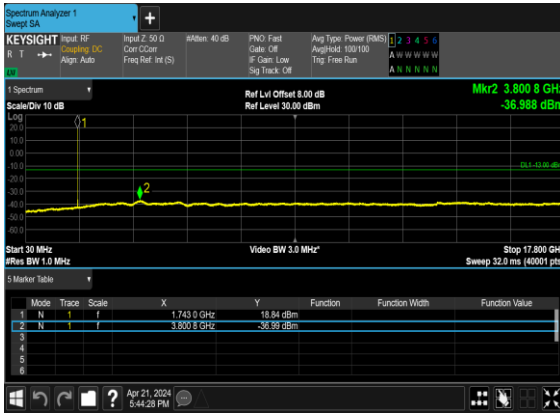 Spectrum Analyzer 1
Swept SA
+
KEYSIGHT
R T
Input: RF
Coupling: DC
Align: Auto
Input Z: 50 Ω
Corr CCorr
Freq Ref: Int (S)
#Atten: 40 dB
PNO: Fast
Gate: Off
IF Gain: Low
Sig Track: Off
Avg Type: Power (RMS)
Avg|Hold: 100/100
Trig: Free Run
1 2 3 4 5 6
A W W W W W
A N N N N N
1 Spectrum
Scale/Div 10 dB
Ref Lvl Offset 8.00 dB
Ref Level 30.00 dBm
Mkr2 3.800 8 GHz
-36.988 dBm
Log
20.0
10.0
0.00
-10.0
-20.0
-30.0
-40.0
-50.0
-60.0
1
2
DL1 -13.00 dBm
Start 30 MHz
#Res BW 1.0 MHz
Video BW 3.0 MHz*
Stop 17.800 GHz
Sweep 32.0 ms (40001 pts)
5 Marker Table
Mode Trace Scale X Y Function Function Width Function Value
1 N 1 f 1.743 0 GHz 18.84 dBm
2 N 1 f 3.800 8 GHz -36.99 dBm
3
4
5
6
?
Apr 21, 2024
5:44:28 PM